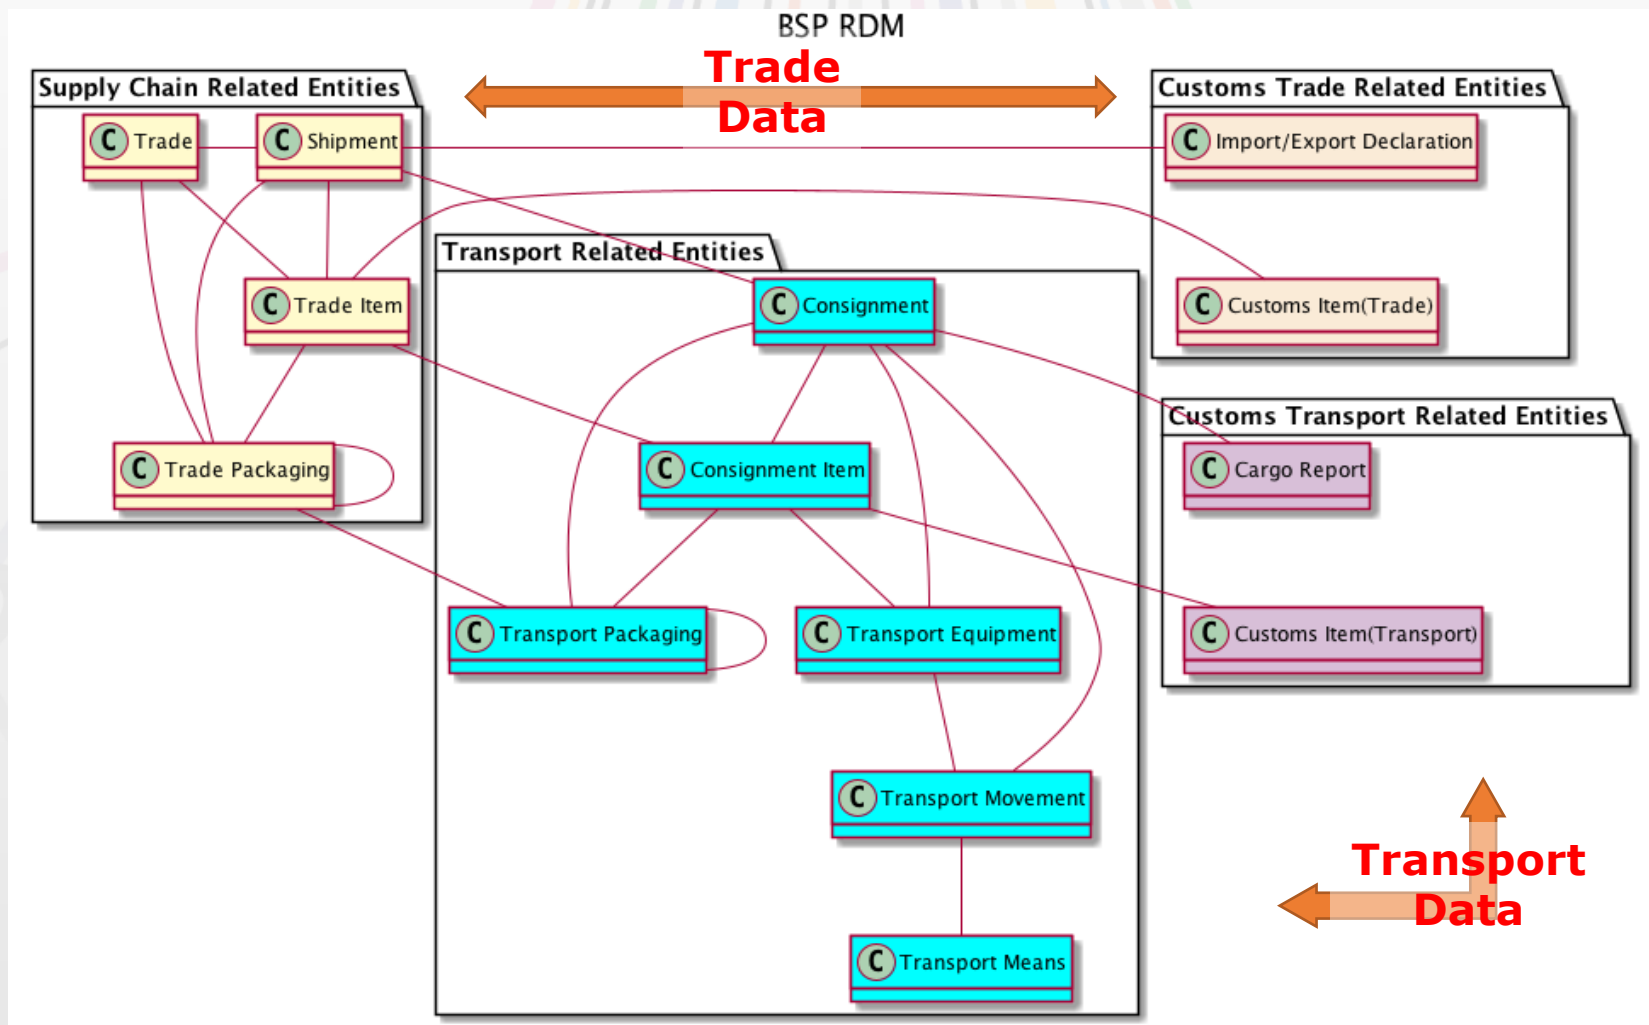 BSP RDM
Trade
Data
Supply Chain Related Entities
C Trade
C Shipment
C Trade Item
C Trade Packaging
Transport Related Entities
C Consignment
C Consignment Item
C Transport Packaging
C Transport Equipment
C Transport Movement
C Transport Means
Customs Trade Related Entities
C Import/Export Declaration
C Customs Item(Trade)
Customs Transport Related Entities
C Cargo Report
C Customs Item(Transport)
Transport
Data